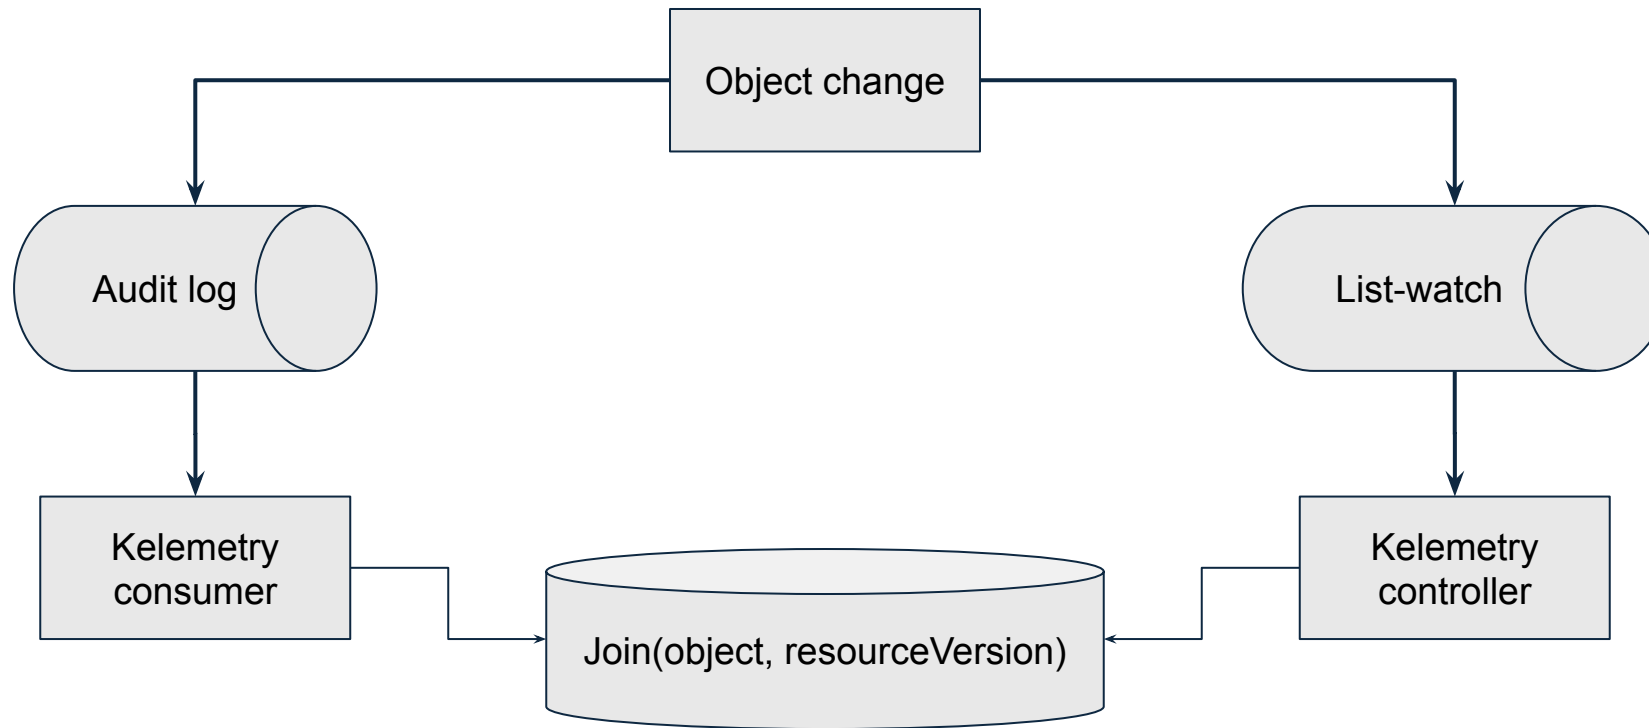 Object change
Audit log
List-watch
Kelemetry
consumer
Kelemetry
controller
Join(object, resourceVersion)